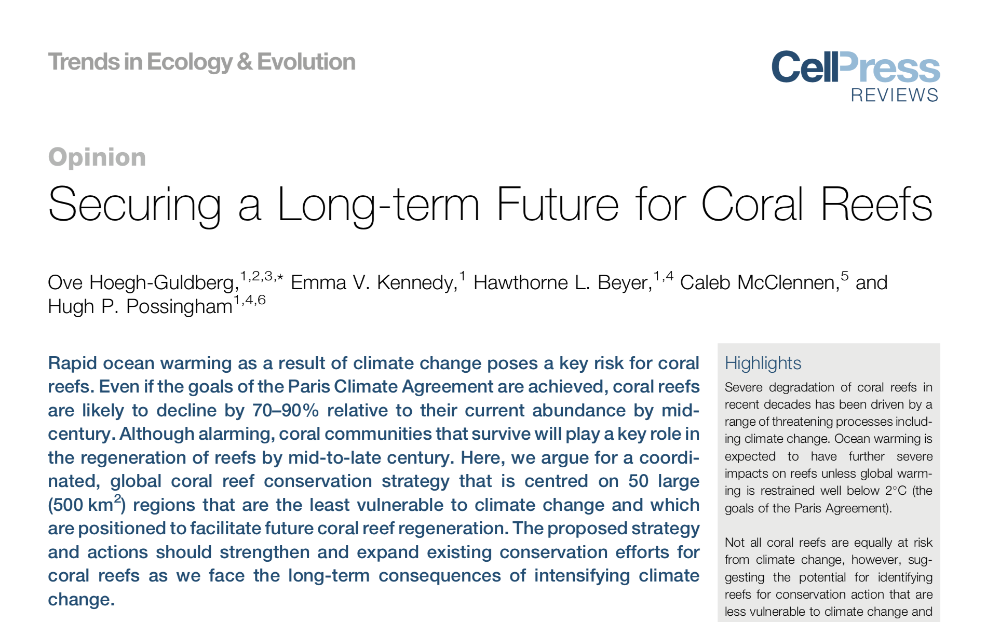 Trends in Ecology & Evolution
CellPress
REVIEWS
Opinion
Securing a Long-term Future for Coral Reefs
Ove Hoegh-Guldberg,1,2,3,* Emma V. Kennedy,1 Hawthorne L. Beyer,1,4 Caleb McClennen,5 and
Hugh P. Possingham1,4,6
Rapid ocean warming as a result of climate change poses a key risk for coral
reefs. Even if the goals of the Paris Climate Agreement are achieved, coral reefs
are likely to decline by 70–90% relative to their current abundance by mid-
century. Although alarming, coral communities that survive will play a key role in
the regeneration of reefs by mid-to-late century. Here, we argue for a coordi-
nated, global coral reef conservation strategy that is centred on 50 large
(500 km2) regions that are the least vulnerable to climate change and which
are positioned to facilitate future coral reef regeneration. The proposed strategy
and actions should strengthen and expand existing conservation efforts for
coral reefs as we face the long-term consequences of intensifying climate
change.
Highlights
Severe degradation of coral reefs in
recent decades has been driven by a
range of threatening processes includ-
ing climate change. Ocean warming is
expected to have further severe
impacts on reefs unless global warm-
ing is restrained well below 2°C (the
goals of the Paris Agreement).
Not all coral reefs are equally at risk
from climate change, however, sug-
gesting the potential for identifying
reefs for conservation action that are
less vulnerable to climate change and